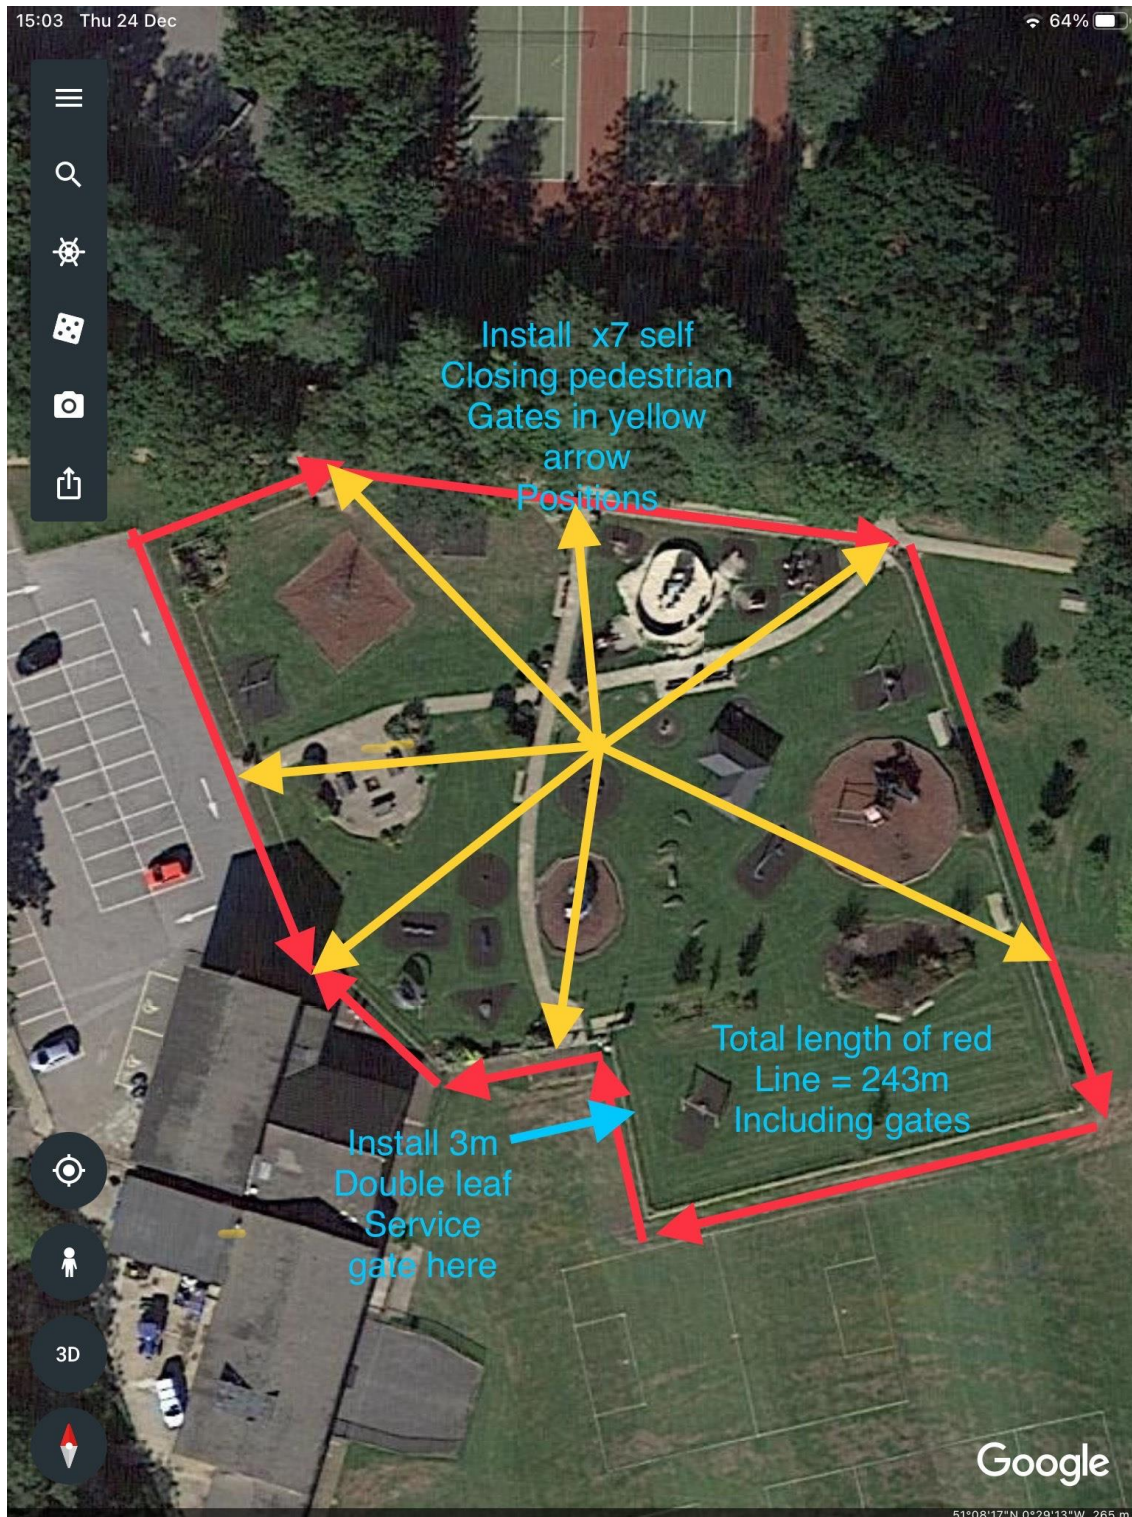 15:03 Thu 24 Dec
64%
Install x7 self
Closing pedestrian
Gates in yellow
arrow
Positions
Total length of red
Line = 243m
Including gates
Install 3m
Double leaf
Service
gate here
3D
Google
51°08'17"N 0°29'13"W 265 m